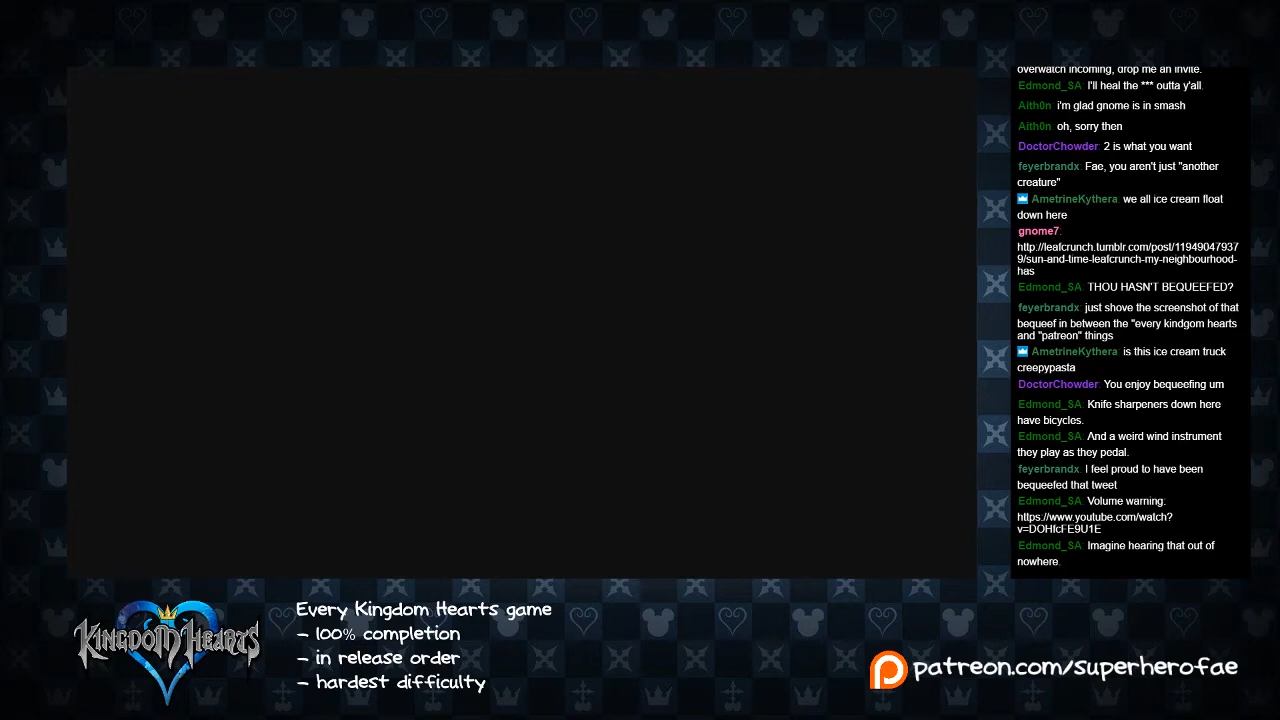 overwatch incoming, drop me an invite.
Edmond_SA: I'll heal the *** outta y'all.
Aith0n: i'm glad gnome is in smash
Aith0n: oh, sorry then
DoctorChowder: 2 is what you want
feyerbrandx: Fae, you aren't just "another
creature"
AmetrineKythera: we all ice cream float
down here
gnome7:
http://leafcrunch.tumblr.com/post/11949047937
9/sun-and-time-leafcrunch-my-neighbourhood-
has
Edmond_SA: THOU HASN'T BEQUEEFED?
feyerbrandx: just shove the screenshot of that
bequeef in between the "every kindgom hearts
and "patreon" things
AmetrineKythera: is this ice cream truck
creepypasta
DoctorChowder: You enjoy bequeefing um
Edmond_SA: Knife sharpeners down here
have bicycles.
Edmond_SA: And a weird wind instrument
they play as they pedal.
feyerbrandx: I feel proud to have been
bequeefed that tweet
Edmond_SA: Volume warning:
https://www.youtube.com/watch?
v=DOHfcFE9U1E
Edmond_SA: Imagine hearing that out of
nowhere.
KINGDOM HEARTS
Every Kingdom Hearts game
- 100% completion
- in release order
- hardest difficulty
patreon.com/superherofae